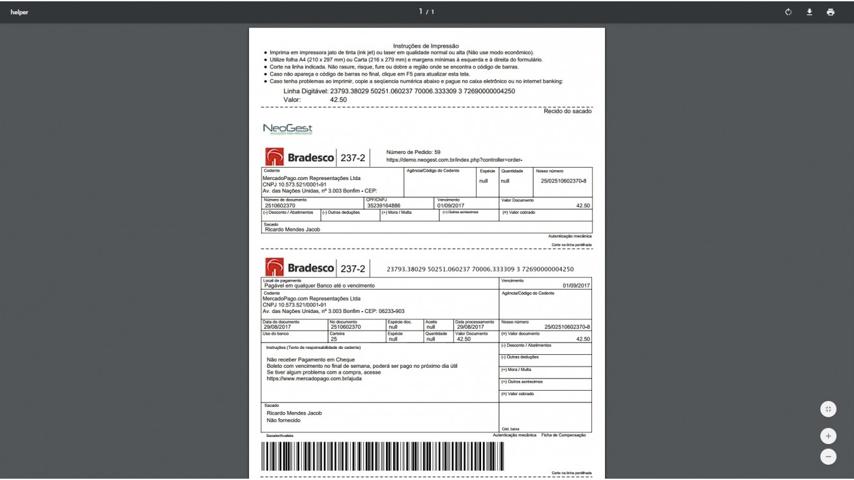 helper
1 / 1
Instruções de Impressão
Imprima em impressora jato de tinta (ink jet) ou laser em qualidade normal ou alta (Não use modo econômico).
Utilize folha A4 (210 x 297 mm) ou Carta (216 x 279 mm) e margens mínimas à esquerda e à direita do formulário.
Corte na linha indicada. Não rasure, risque, fure ou dobre a região onde se encontra o código de barras.
Caso não apareça o código de barras no final, clique em F5 para atualizar esta tela.
Caso tenha problemas ao imprimir, copie a seqüencia numérica abaixo e pague no caixa eletrônico ou no internet banking:
Linha Digitável: 23793.38029 50251.060237 70006.333309 3 72690000004250
Valor: 42.50
Recido do sacado
NeoGest
Bradesco 237-2
Número de Pedido: 59
https://demo.neogest.com.br/index.php?controller=order-
Cedente Agência/Código do Cedente Espécie Quantidade Nosso número
MercadoPago.com Representações Ltda null null 25/02510602370-8
CNPJ 10.573.521/0001-91
Av. das Nações Unidas, nº 3.003 Bonfim - CEP:
Número do documento CPF/CNPJ Vencimento Valor Documento
2510602370 35239164886 01/09/2017 42.50
(-) Desconto / Abatimentos (-) Outras deduções (+) Mora / Multa (+) Outros acréscimos (=) Valor cobrado
Sacado
Ricardo Mendes Jacob
Autenticação mecânica
Corte na linha pontilhada
Bradesco 237-2 23793.38029 50251.060237 70006.333309 3 72690000004250
Local de pagamento Vencimento
Pagável em qualquer Banco até o vencimento 01/09/2017
Cedente Agência/Código do Cedente
MercadoPago.com Representações Ltda
CNPJ 10.573.521/0001-91
Av. das Nações Unidas, nº 3.003 Bonfim - CEP: 06233-903
Data do documento No documento Espécie doc. Aceite Data processamento Nosso número
29/08/2017 2510602370 null null 29/08/2017 25/02510602370-8
Uso do banco Carteira Espécie Quantidade Valor Documento (=) Valor documento
25 null null 42.50 42.50
Instruções (Texto de responsabilidade do cedente) (-) Desconto / Abatimentos
(-) Outras deduções
Não receber Pagamento em Cheque
Boleto com vencimento no final de semana, poderá ser pago no próximo dia útil
(+) Mora / Multa
Se tiver algum problema com a compra, acesse
https://www.mercadopago.com.br/ajuda
(+) Outros acréscimos
(=) Valor cobrado
Sacado
Ricardo Mendes Jacob
Não fornecido
Cód. baixa
Sacador/Avalista Autenticação mecânica Ficha de Compensação
Corte na linha pontilhada